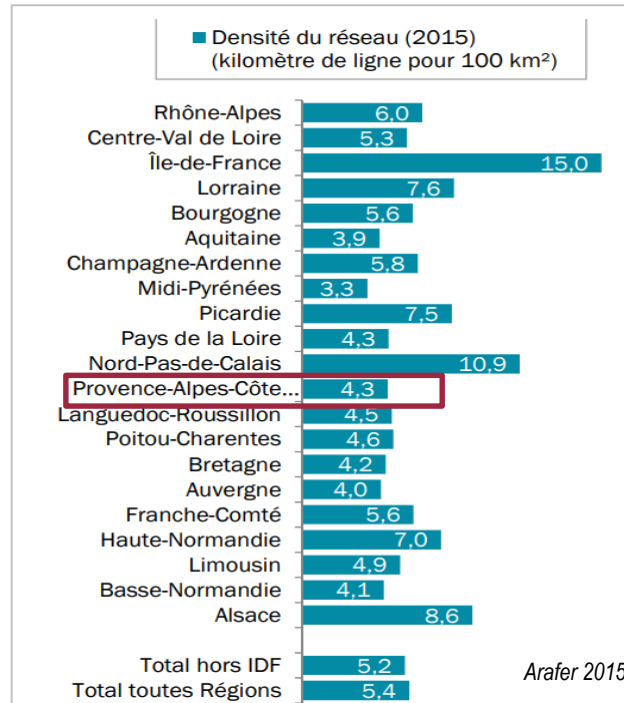 Densité du réseau (2015)
(kilomètre de ligne pour 100 km²)
Rhône-Alpes 6,0
Centre-Val de Loire 5,3
Île-de-France 15,0
Lorraine 7,6
Bourgogne 5,6
Aquitaine 3,9
Champagne-Ardenne 5,8
Midi-Pyrénées 3,3
Picardie 7,5
Pays de la Loire 4,3
Nord-Pas-de-Calais 10,9
Provence-Alpes-Côte... 4,3
Languedoc-Roussillon 4,5
Poitou-Charentes 4,6
Bretagne 4,2
Auvergne 4,0
Franche-Comté 5,6
Haute-Normandie 7,0
Limousin 4,9
Basse-Normandie 4,1
Alsace 8,6
Total hors IDF 5,2
Total toutes Régions 5,4
Arafer 2015